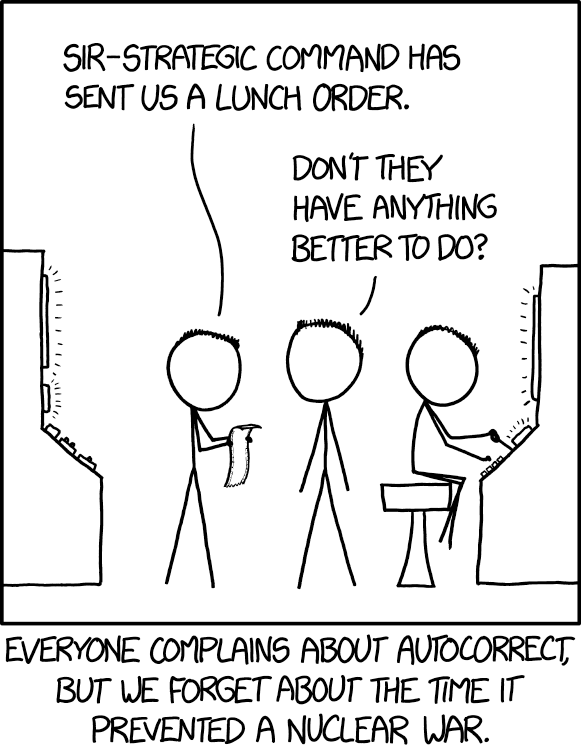 SIR-STRATEGIC COMMAND HAS
SENT US A LUNCH ORDER.
DON'T THEY
HAVE ANYTHING
BETTER TO DO?
EVERYONE COMPLAINS ABOUT AUTOCORRECT,
BUT WE FORGET ABOUT THE TIME IT
PREVENTED A NUCLEAR WAR.